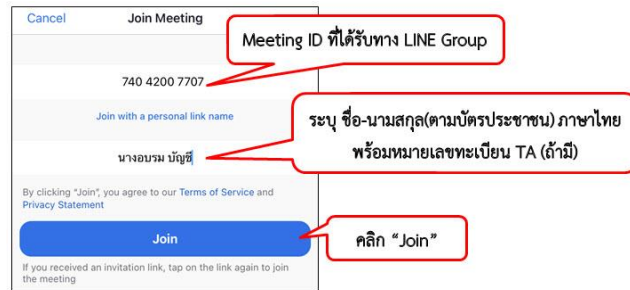 Cancel
Join Meeting
Meeting ID ที่ได้รับทาง LINE Group
740 4200 7707
Join with a personal link name
ระบุ ชื่อ-นามสกุล(ตามบัตรประชาชน) ภาษาไทย
พร้อมหมายเลขทะเบียน TA (ถ้ามี)
นางอบรม บัญชี
By clicking "Join", you agree to our Terms of Service and
Privacy Statement
Join
คลิก “Join”
If you received an invitation link, tap on the link again to join
the meeting